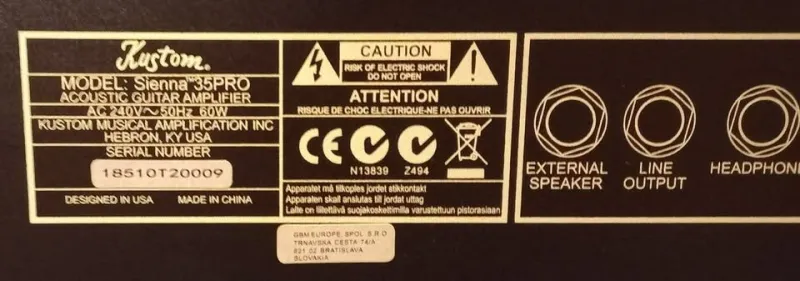 Kustom.
MODEL: Sienna™35PRO
ACOUSTIC GUITAR AMPLIFIER
AC 240V~50Hz 60W
KUSTOM MUSICAL AMPLIFICATION INC
HEBRON, KY USA
SERIAL NUMBER
18510T20009
DESIGNED IN USA MADE IN CHINA
CAUTION
RISK OF ELECTRIC SHOCK
DO NOT OPEN
ATTENTION
RISQUE DE CHOC ELECTRIQUE-NE PAS OUVRIR
CE
N13839 Z494
Apparatet må tilkoples jordet stikkontakt
Apparaten skall anslutas till jordat uttag
Laite on liitettävä suojakoskettimilla varustettuun pistorasiaan
GBM EUROPE, SPOL. S R O
TRNAVSKA CESTA 74/A
821 02 BRATISLAVA
SLOVAKIA
EXTERNAL
SPEAKER
LINE
OUTPUT
HEADPHON